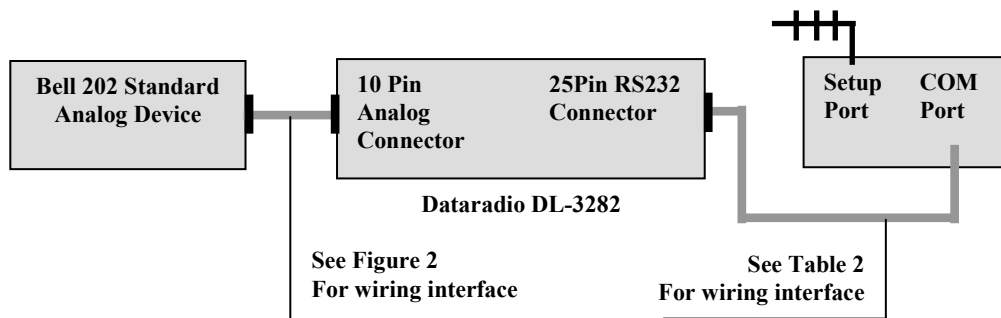 Bell 202 Standard
Analog Device
10 Pin
Analog
Connector
25Pin RS232
Connector
Setup
Port
COM
Port
Dataradio DL-3282
See Figure 2
For wiring interface
See Table 2
For wiring interface